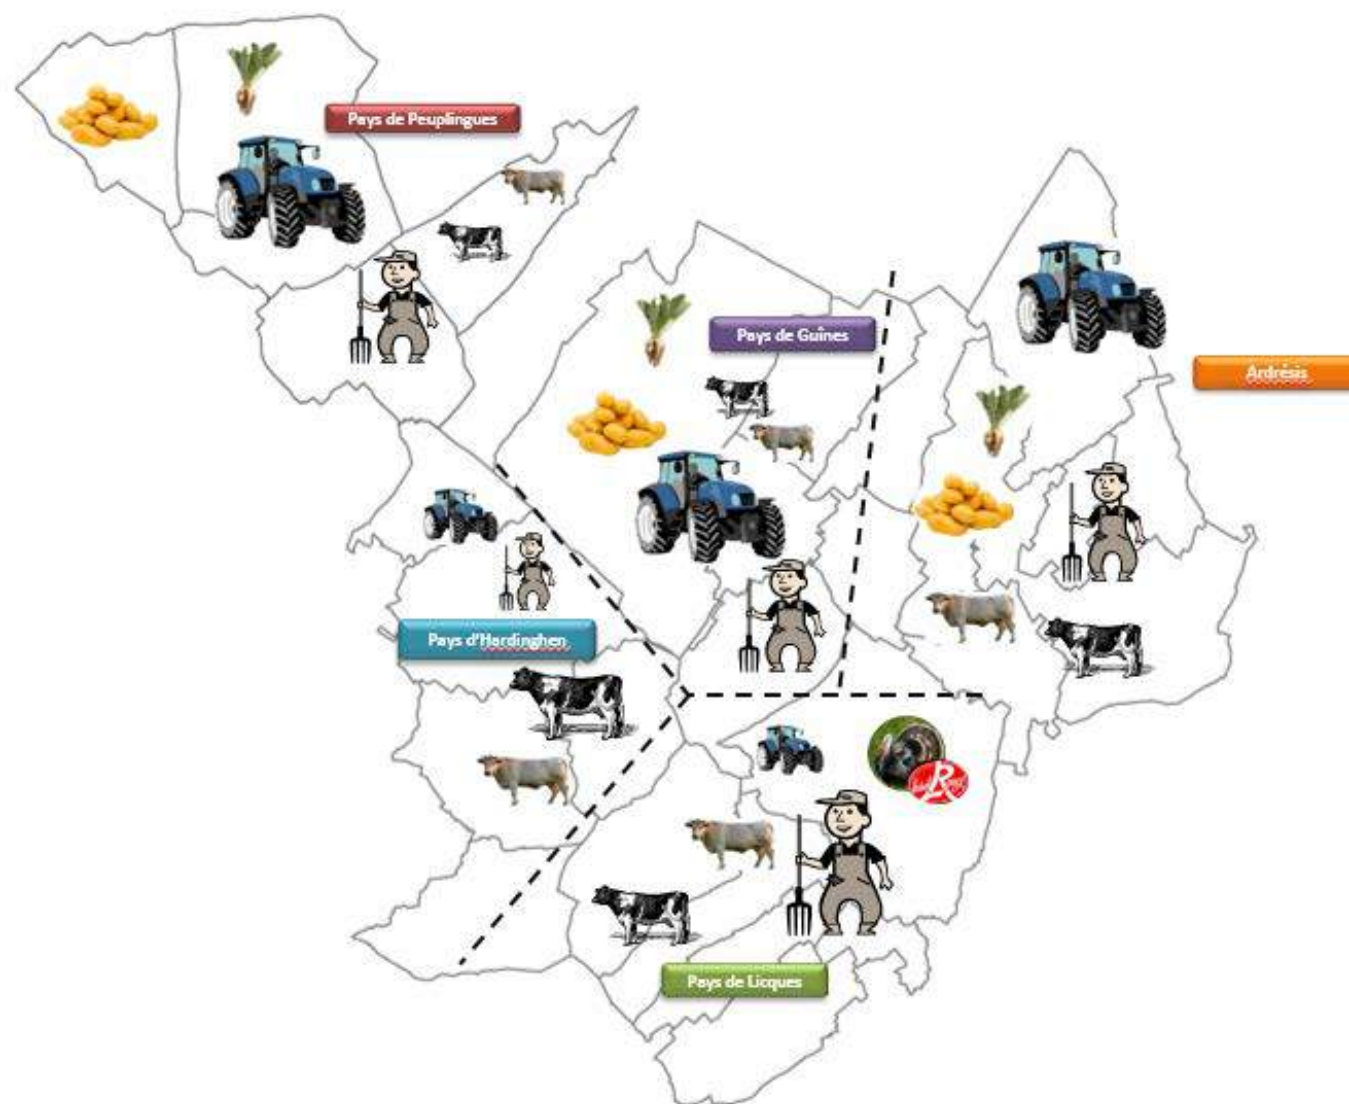 Pays de Peuplingues
Pays de Guînes
Ardrésis
Pays d'Hardinghen
R
Pays de Licques